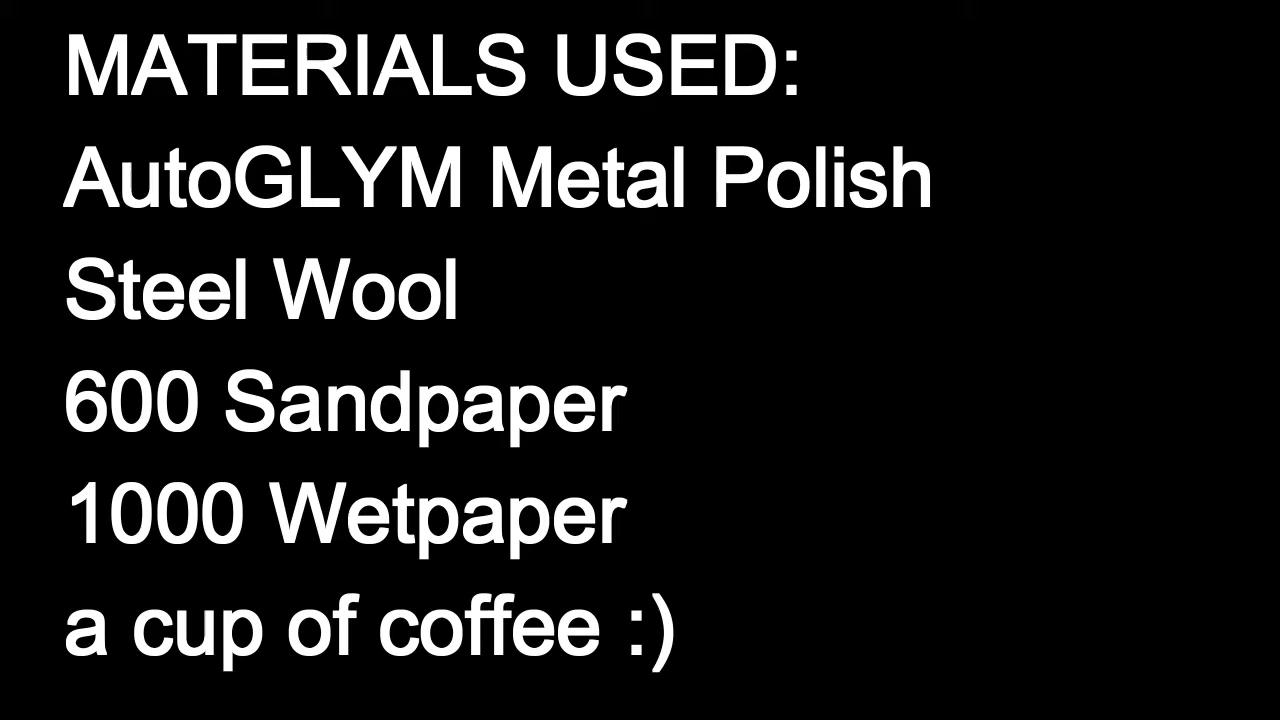 MATERIALS USED:
AutoGLYM Metal Polish
Steel Wool
600 Sandpaper
1000 Wetpaper
a cup of coffee :)